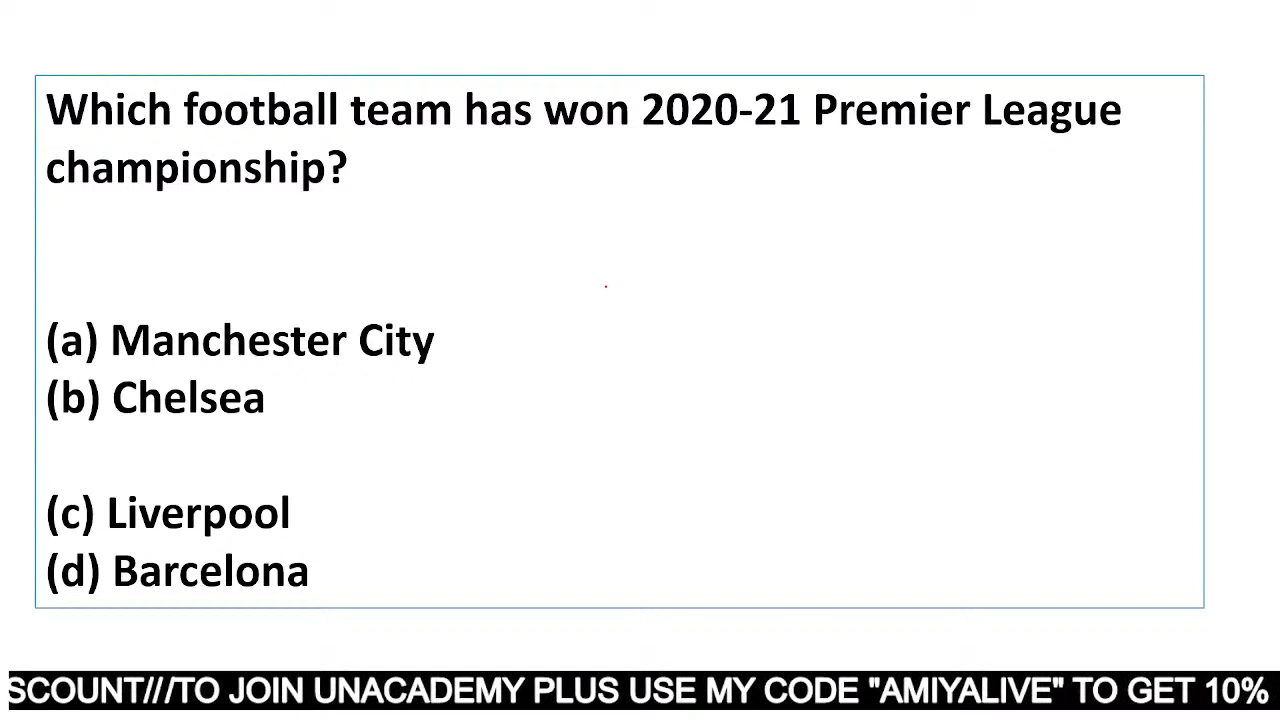 Which football team has won 2020-21 Premier League
championship?
(a) Manchester City
(b) Chelsea
(c) Liverpool
(d) Barcelona
SCOUNT///TO JOIN UNACADEMY PLUS USE MY CODE "AMIYALIVE" TO GET 10%